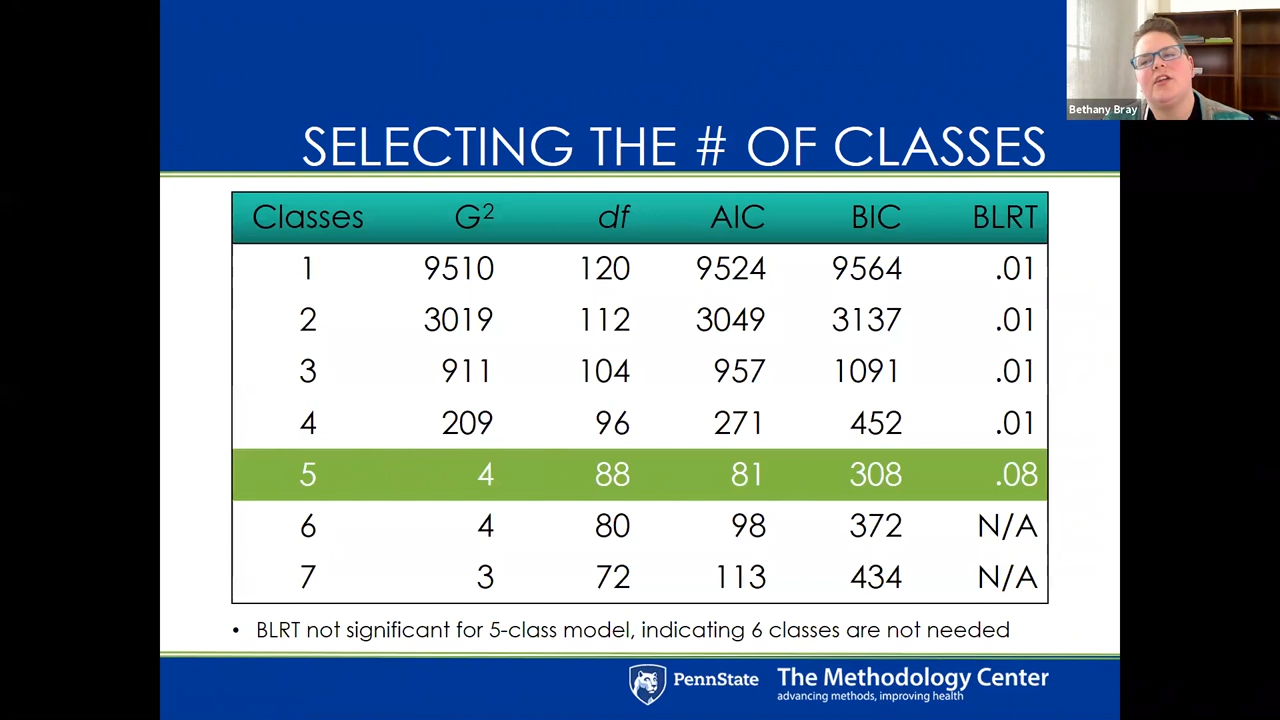 Bethany Bray
SELECTING THE # OF CLASSES
Classes G² df AIC BIC BLRT
1 9510 120 9524 9564 .01
2 3019 112 3049 3137 .01
3 911 104 957 1091 .01
4 209 96 271 452 .01
5 4 88 81 308 .08
6 4 80 98 372 N/A
7 3 72 113 434 N/A
• BLRT not significant for 5-class model, indicating 6 classes are not needed
PennState
The Methodology Center
advancing methods, improving health